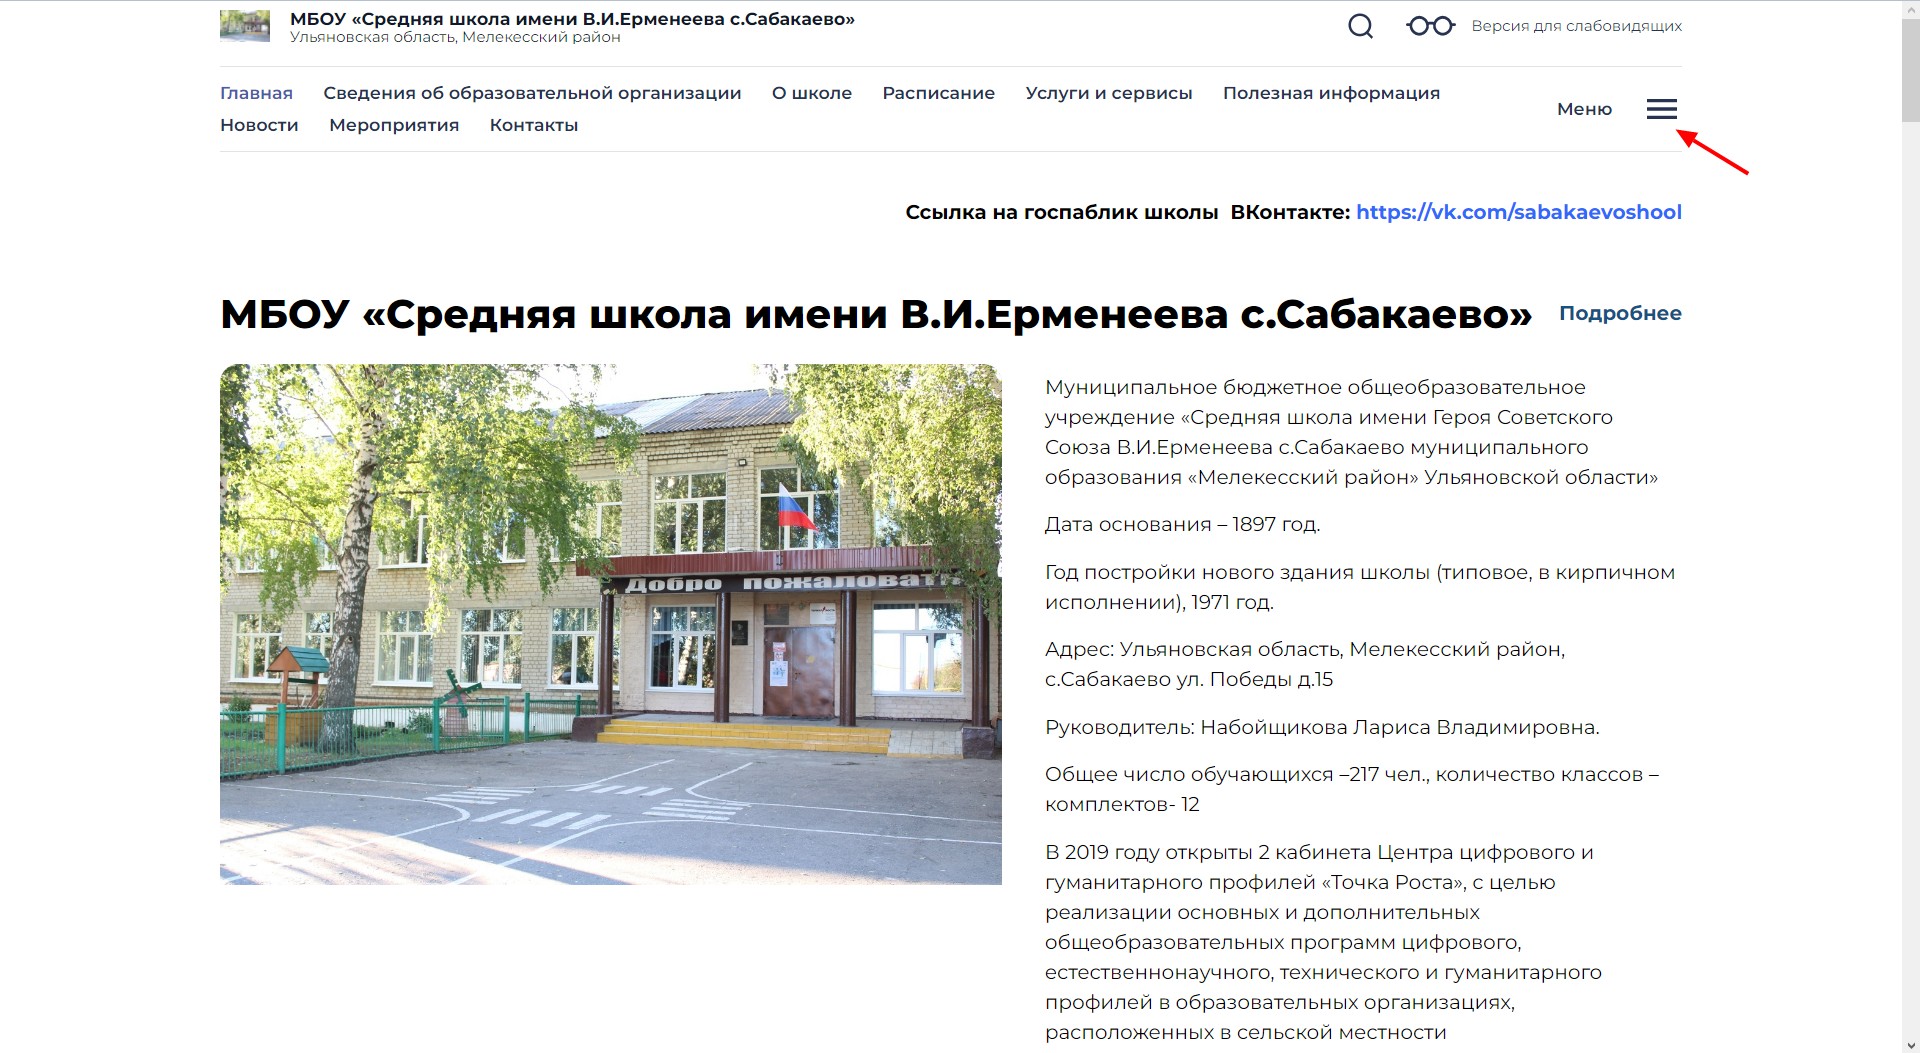 МБОУ «Средняя школа имени В.И.Ерменеева с.Сабакаево»
Ульяновская область, Мелекесский район
Версия для слабовидящих
Главная Сведения об образовательной организации О школе Расписание Услуги и сервисы Полезная информация
Новости Мероприятия Контакты
Меню
Ссылка на госпаблик школы ВКонтакте: https://vk.com/sabakaevoshool
МБОУ «Средняя школа имени В.И.Ерменеева с.Сабакаево»
Подробнее
Добро пожаловать
Муниципальное бюджетное общеобразовательное
учреждение «Средняя школа имени Героя Советского
Союза В.И.Ерменеева с.Сабакаево муниципального
образования «Мелекесский район» Ульяновской области»
Дата основания – 1897 год.
Год постройки нового здания школы (типовое, в кирпичном
исполнении), 1971 год.
Адрес: Ульяновская область, Мелекесский район,
с.Сабакаево ул. Победы д.15
Руководитель: Набойщикова Лариса Владимировна.
Общее число обучающихся –217 чел., количество классов –
комплектов- 12
В 2019 году открыты 2 кабинета Центра цифрового и
гуманитарного профилей «Точка Роста», с целью
реализации основных и дополнительных
общеобразовательных программ цифрового,
естественнонаучного, технического и гуманитарного
профилей в образовательных организациях,
расположенных в сельской местности